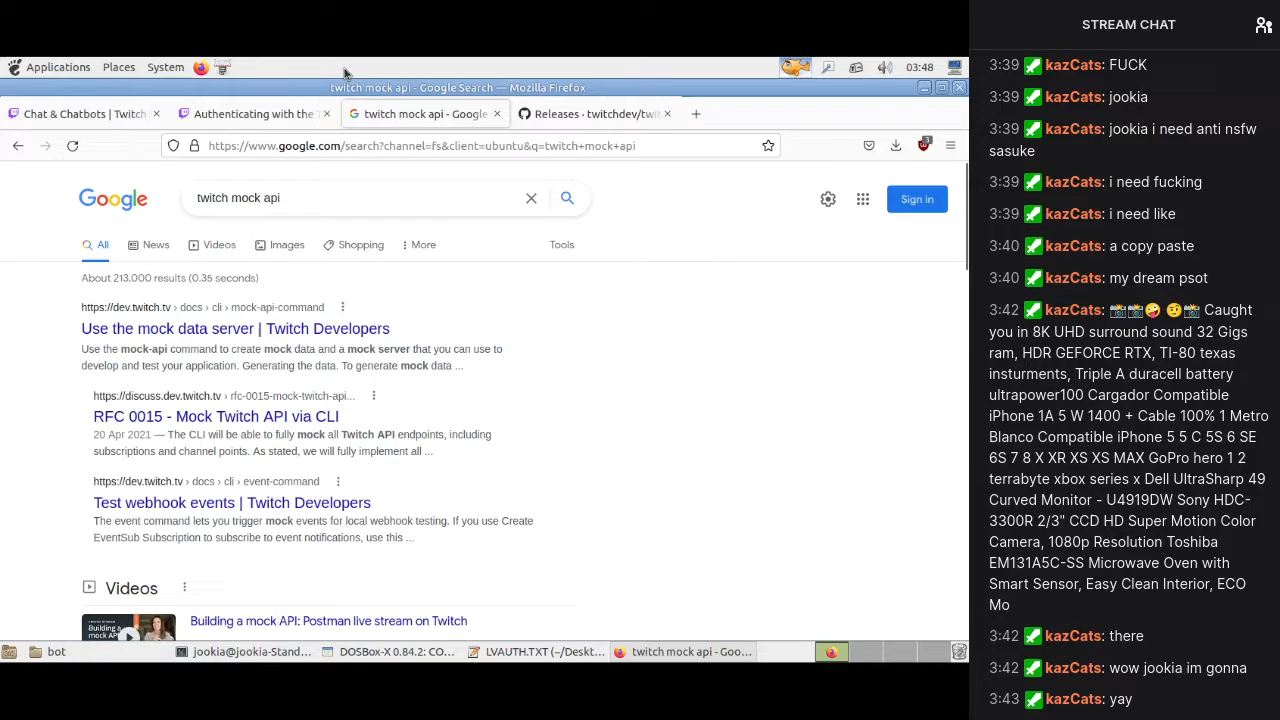 STREAM CHAT
Applications Places System 03:48
twitch mock api - Google Search — Mozilla Firefox
Chat & Chatbots | Twitch × Authenticating with the × twitch mock api - Google × Releases · twitchdev/twi ×
https://www.google.com/search?channel=fs&client=ubuntu&q=twitch+mock+api
Google twitch mock api Sign in
All News Videos Images Shopping More Tools
About 213.000 results (0.35 seconds)
https://dev.twitch.tv › docs › cli › mock-api-command
Use the mock data server | Twitch Developers
Use the mock-api command to create mock data and a mock server that you can use to
develop and test your application. Generating the data. To generate mock data ...
https://discuss.dev.twitch.tv › rfc-0015-mock-twitch-api...
RFC 0015 - Mock Twitch API via CLI
20 Apr 2021 — The CLI will be able to fully mock all Twitch API endpoints, including
subscriptions and channel points. As stated, we will fully implement all ...
https://dev.twitch.tv › docs › cli › event-command
Test webhook events | Twitch Developers
The event command lets you trigger mock events for local webhook testing. If you use Create
EventSub Subscription to subscribe to event notifications, use this ...
Videos
Building a
mock API:
Building a mock API: Postman live stream on Twitch
bot jookia@jookia-Stand... DOSBox-X 0.84.2: CO... LVAUTH.TXT (~/Deskt... twitch mock api - Goo...
3:39 kazCats: FUCK
3:39 kazCats: jookia
3:39 kazCats: jookia i need anti nsfw
sasuke
3:39 kazCats: i need fucking
3:39 kazCats: i need like
3:40 kazCats: a copy paste
3:40 kazCats: my dream psot
3:42 kazCats: 📸📸🤪 🤨📸 Caught
you in 8K UHD surround sound 32 Gigs
ram, HDR GEFORCE RTX, TI-80 texas
insturments, Triple A duracell battery
ultrapower100 Cargador Compatible
iPhone 1A 5 W 1400 + Cable 100% 1 Metro
Blanco Compatible iPhone 5 5 C 5S 6 SE
6S 7 8 X XR XS XS MAX GoPro hero 1 2
terrabyte xbox series x Dell UltraSharp 49
Curved Monitor - U4919DW Sony HDC-
3300R 2/3" CCD HD Super Motion Color
Camera, 1080p Resolution Toshiba
EM131A5C-SS Microwave Oven with
Smart Sensor, Easy Clean Interior, ECO
Mo
3:42 kazCats: there
3:42 kazCats: wow jookia im gonna
3:43 kazCats: yay